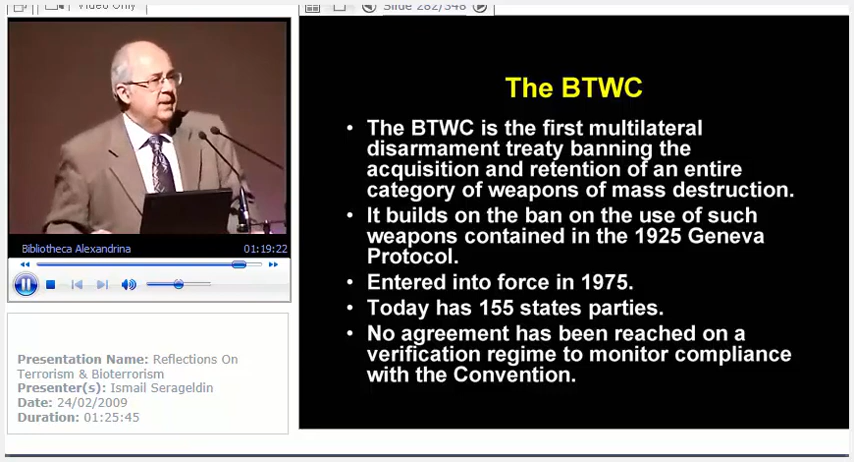 Video Only
Slide 282/348
Bibliotheca Alexandrina 01:19:22
Presentation Name: Reflections On
Terrorism & Bioterrorism
Presenter(s): Ismail Serageldin
Date: 24/02/2009
Duration: 01:25:45
The BTWC
• The BTWC is the first multilateral
disarmament treaty banning the
acquisition and retention of an entire
category of weapons of mass destruction.
• It builds on the ban on the use of such
weapons contained in the 1925 Geneva
Protocol.
• Entered into force in 1975.
• Today has 155 states parties.
• No agreement has been reached on a
verification regime to monitor compliance
with the Convention.